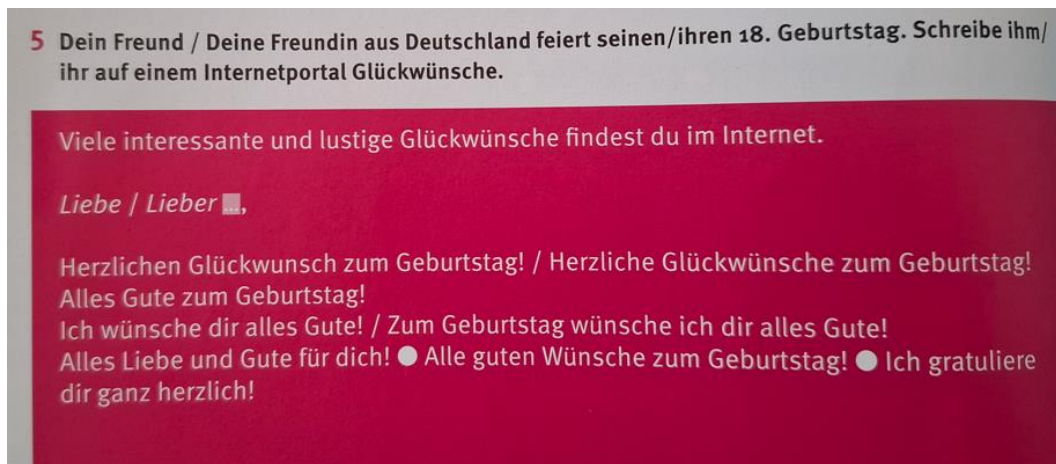 5 Dein Freund / Deine Freundin aus Deutschland feiert seinen/ihren 18. Geburtstag. Schreibe ihm/
ihr auf einem Internetportal Glückwünsche.
Viele interessante und lustige Glückwünsche findest du im Internet.
Liebe / Lieber ...,
Herzlichen Glückwunsch zum Geburtstag! / Herzliche Glückwünsche zum Geburtstag!
Alles Gute zum Geburtstag!
Ich wünsche dir alles Gute! / Zum Geburtstag wünsche ich dir alles Gute!
Alles Liebe und Gute für dich! ● Alle guten Wünsche zum Geburtstag! ● Ich gratuliere
dir ganz herzlich!